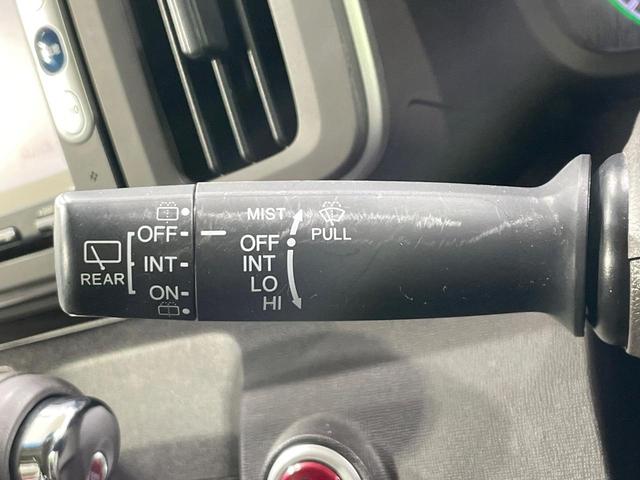 REAR
OFF
INT
ON
MIST
OFF
INT
LO
HI
PULL